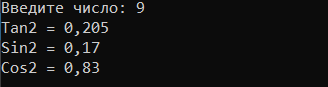 Введите число: 9
Tan2 = 0,205
Sin2 = 0,17
Cos2 = 0,83